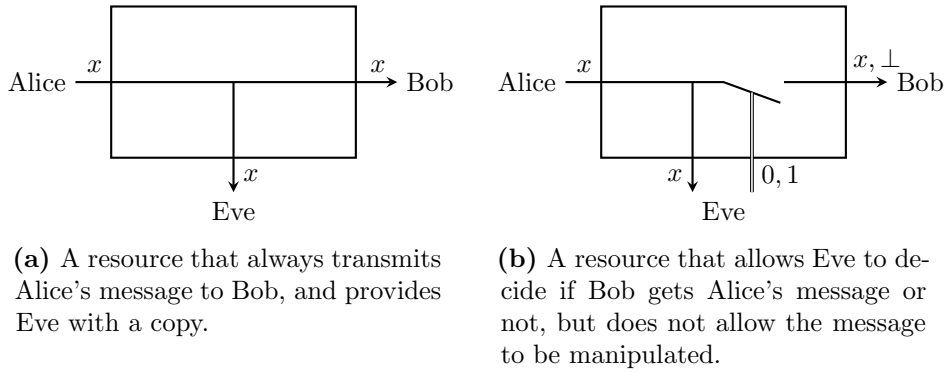 Alice
x
x
Bob
x
Eve
Alice
x
x, ⊥
Bob
x
0, 1
Eve
(a) A resource that always transmits
Alice's message to Bob, and provides
Eve with a copy.
(b) A resource that allows Eve to de-
cide if Bob gets Alice's message or
not, but does not allow the message
to be manipulated.